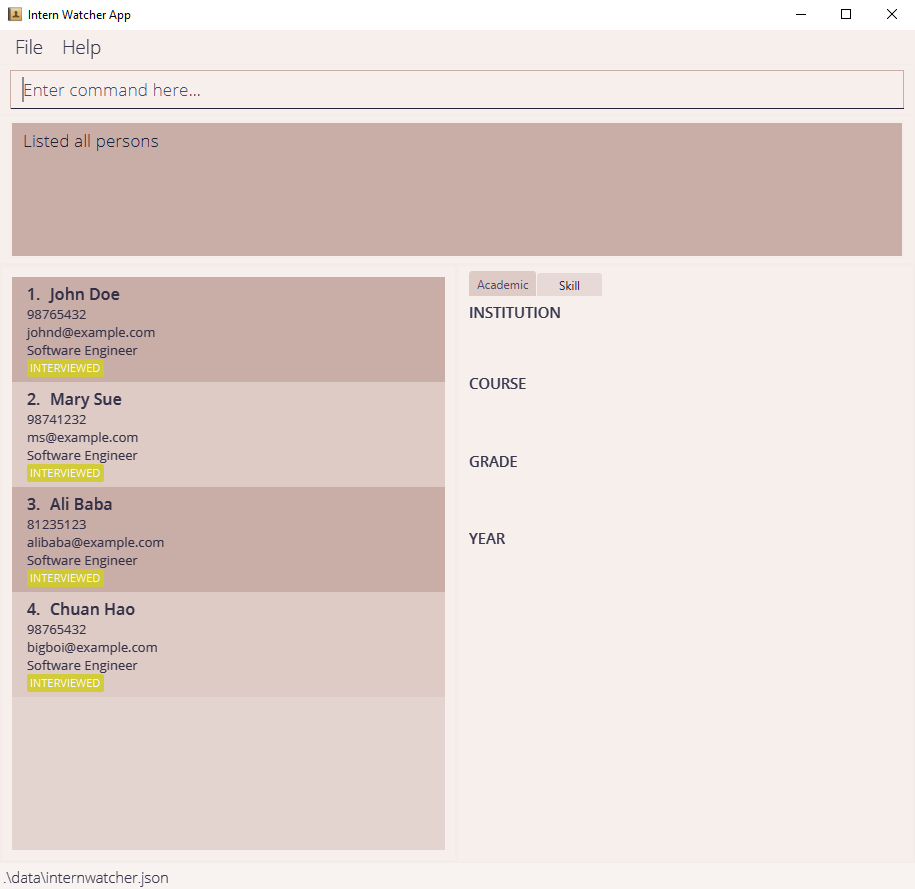 Intern Watcher App
File Help
Enter command here...
Listed all persons
1. John Doe
98765432
johnd@example.com
Software Engineer
INTERVIEWED
2. Mary Sue
98741232
ms@example.com
Software Engineer
INTERVIEWED
3. Ali Baba
81235123
alibaba@example.com
Software Engineer
INTERVIEWED
4. Chuan Hao
98765432
bigboi@example.com
Software Engineer
INTERVIEWED
Academic Skill
INSTITUTION
COURSE
GRADE
YEAR
.\data\internwatcher.json